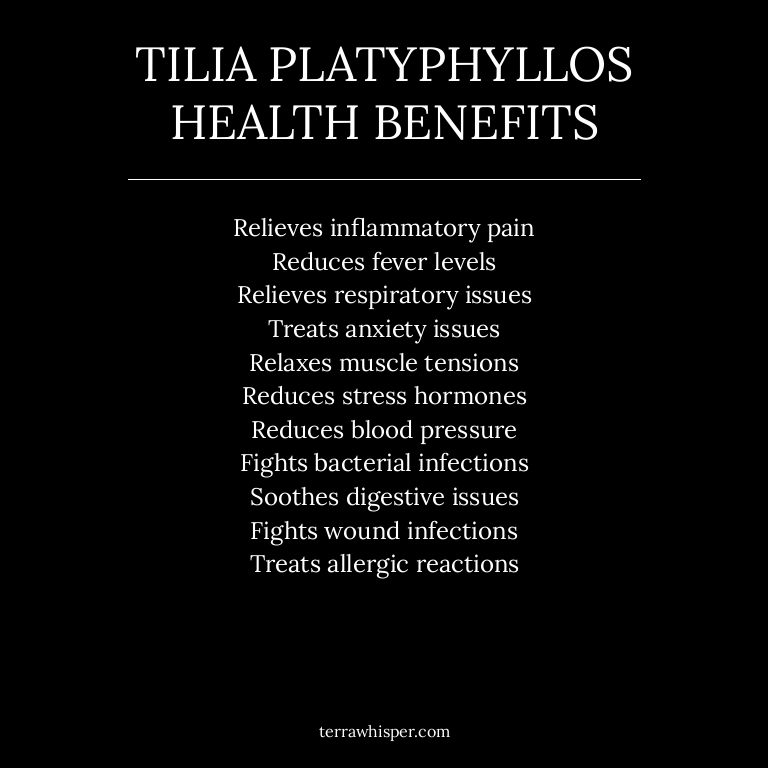 TILIA PLATYPHYLLOS
HEALTH BENEFITS
Relieves inflammatory pain
Reduces fever levels
Relieves respiratory issues
Treats anxiety issues
Relaxes muscle tensions
Reduces stress hormones
Reduces blood pressure
Fights bacterial infections
Soothes digestive issues
Fights wound infections
Treats allergic reactions
terrawhisper.com